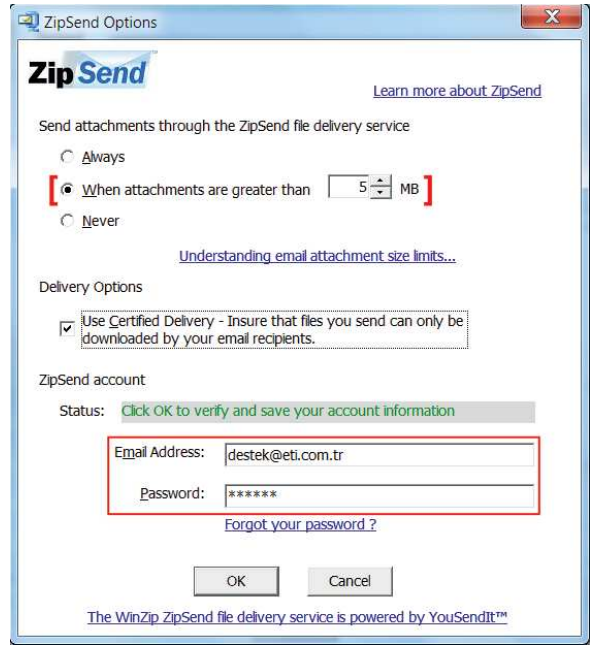 ZipSend Options
X
Zip Send
Learn more about ZipSend
Send attachments through the ZipSend file delivery service
Always
When attachments are greater than 5 MB
Never
Understanding email attachment size limits...
Delivery Options
Use Certified Delivery - Insure that files you send can only be
downloaded by your email recipients.
ZipSend account
Status: Click OK to verify and save your account information
Email Address: destek@eti.com.tr
Password: ******
Forgot your password ?
OK Cancel
The WinZip ZipSend file delivery service is powered by YouSendIt™